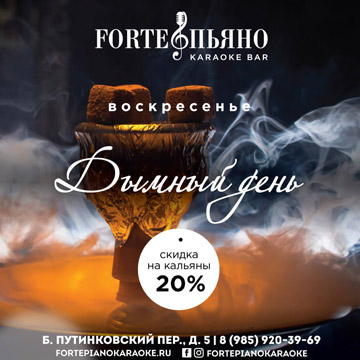 FORTEПЬЯНО
KARAOKE BAR
воскресенье
Дымный день
скидка
на кальяны
20%
Б. ПУТИНКОВСКИЙ ПЕР., Д. 5 | 8 (985) 920-39-69
FORTEPIANOKARAOKE.RU FORTEPIANOKARAOKE